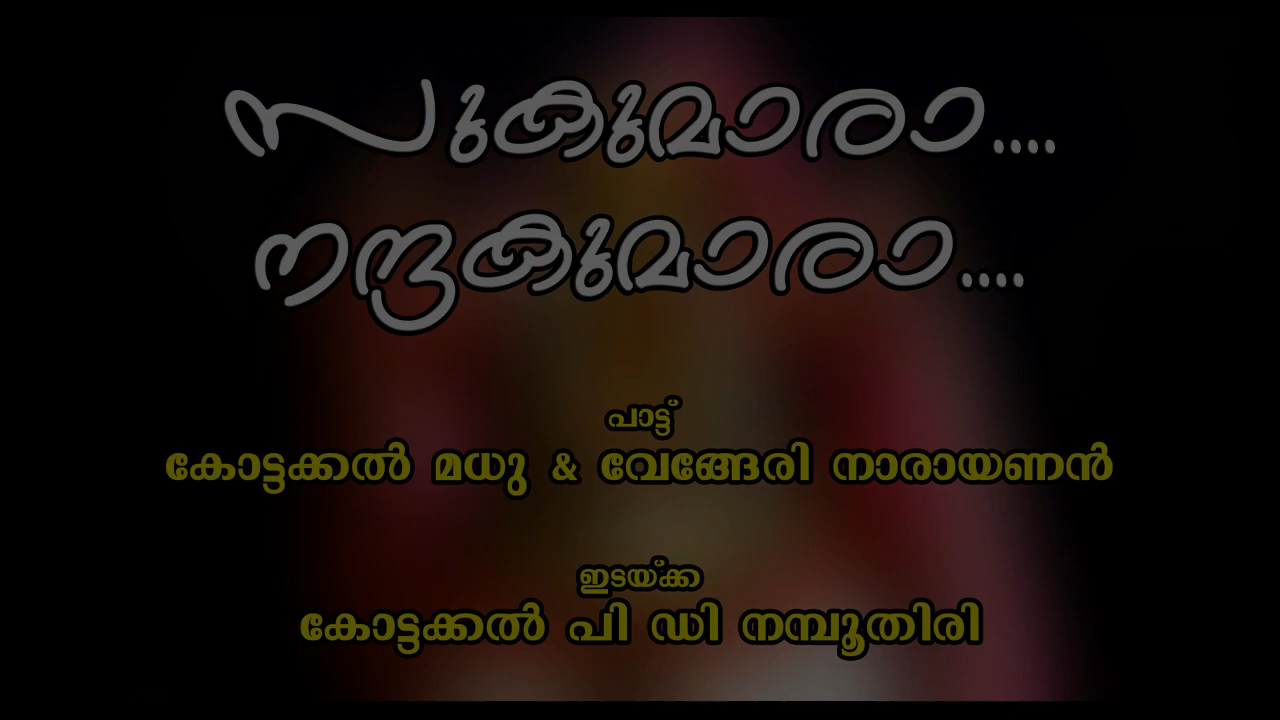 സുകുമാരാ....
നന്ദകുമാരാ....
പാട്ട്
കോട്ടക്കൽ മധു & വേങ്ങേരി നാരായണൻ
ഇടയ്ക്ക
കോട്ടക്കൽ പി ഡി നമ്പൂതിരി